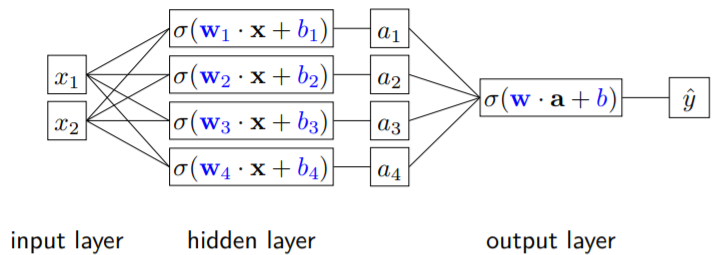 x₁
x₂
σ(w₁ · x + b₁)
σ(w₂ · x + b₂)
σ(w₃ · x + b₃)
σ(w₄ · x + b₄)
a₁
a₂
a₃
a₄
σ(w · a + b)
ŷ
input layer
hidden layer
output layer